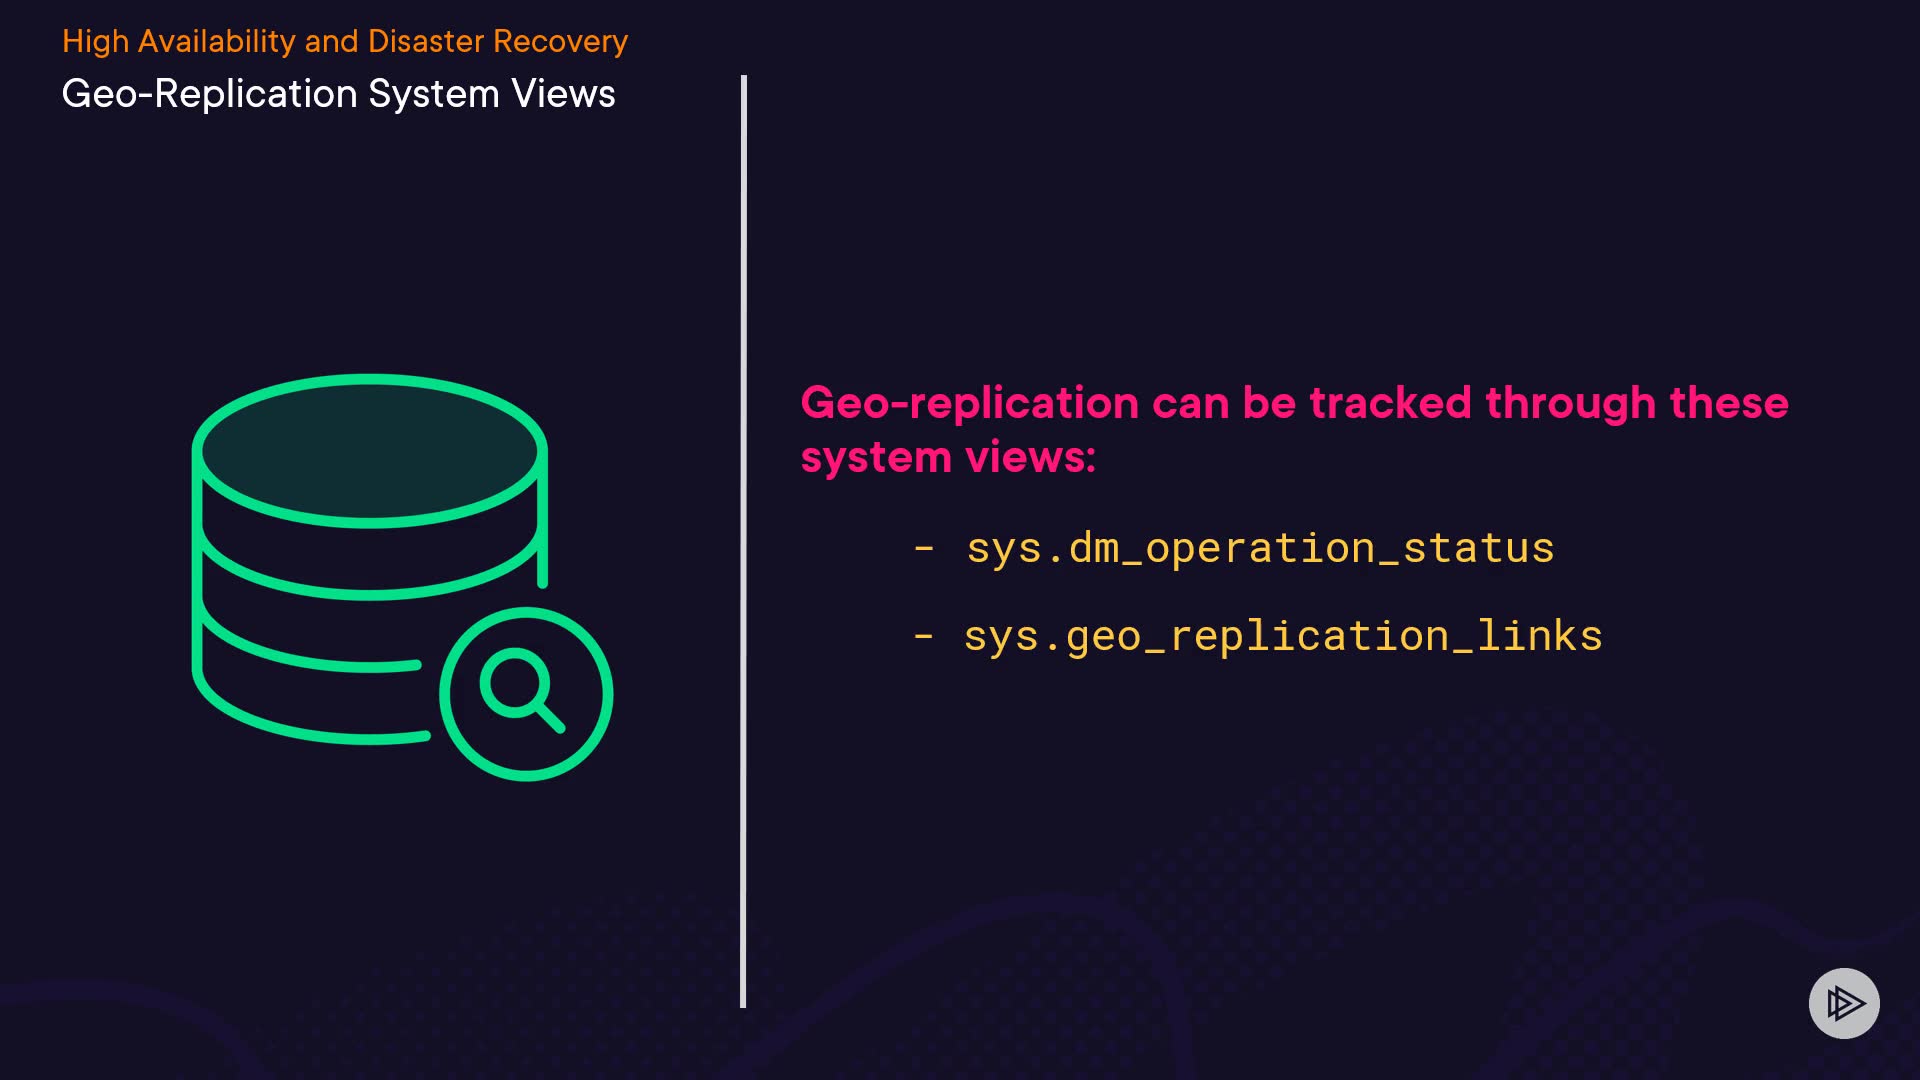 High Availability and Disaster Recovery
Geo-Replication System Views
Geo-replication can be tracked through these
system views:
- sys.dm_operation_status
- sys.geo_replication_links